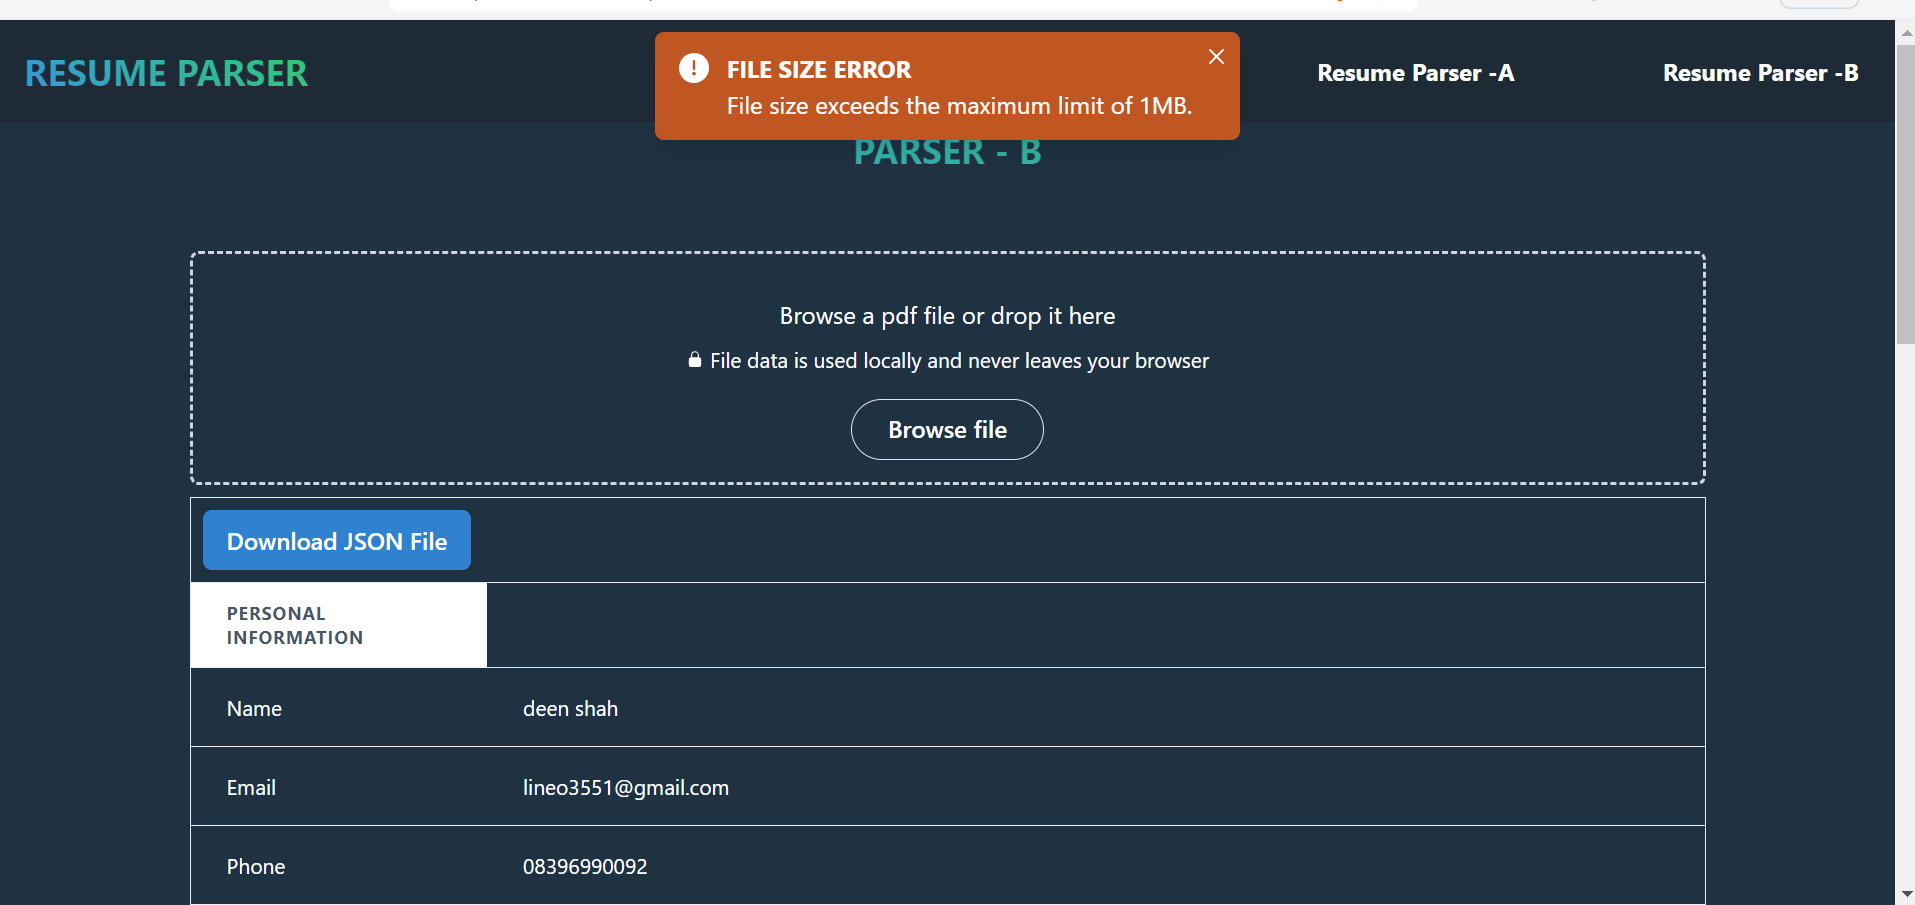 RESUME PARSER
FILE SIZE ERROR
File size exceeds the maximum limit of 1MB.
Resume Parser -A
Resume Parser -B
PARSER - B
Browse a pdf file or drop it here
File data is used locally and never leaves your browser
Browse file
Download JSON File
PERSONAL
INFORMATION
Name deen shah
Email lineo3551@gmail.com
Phone 08396990092